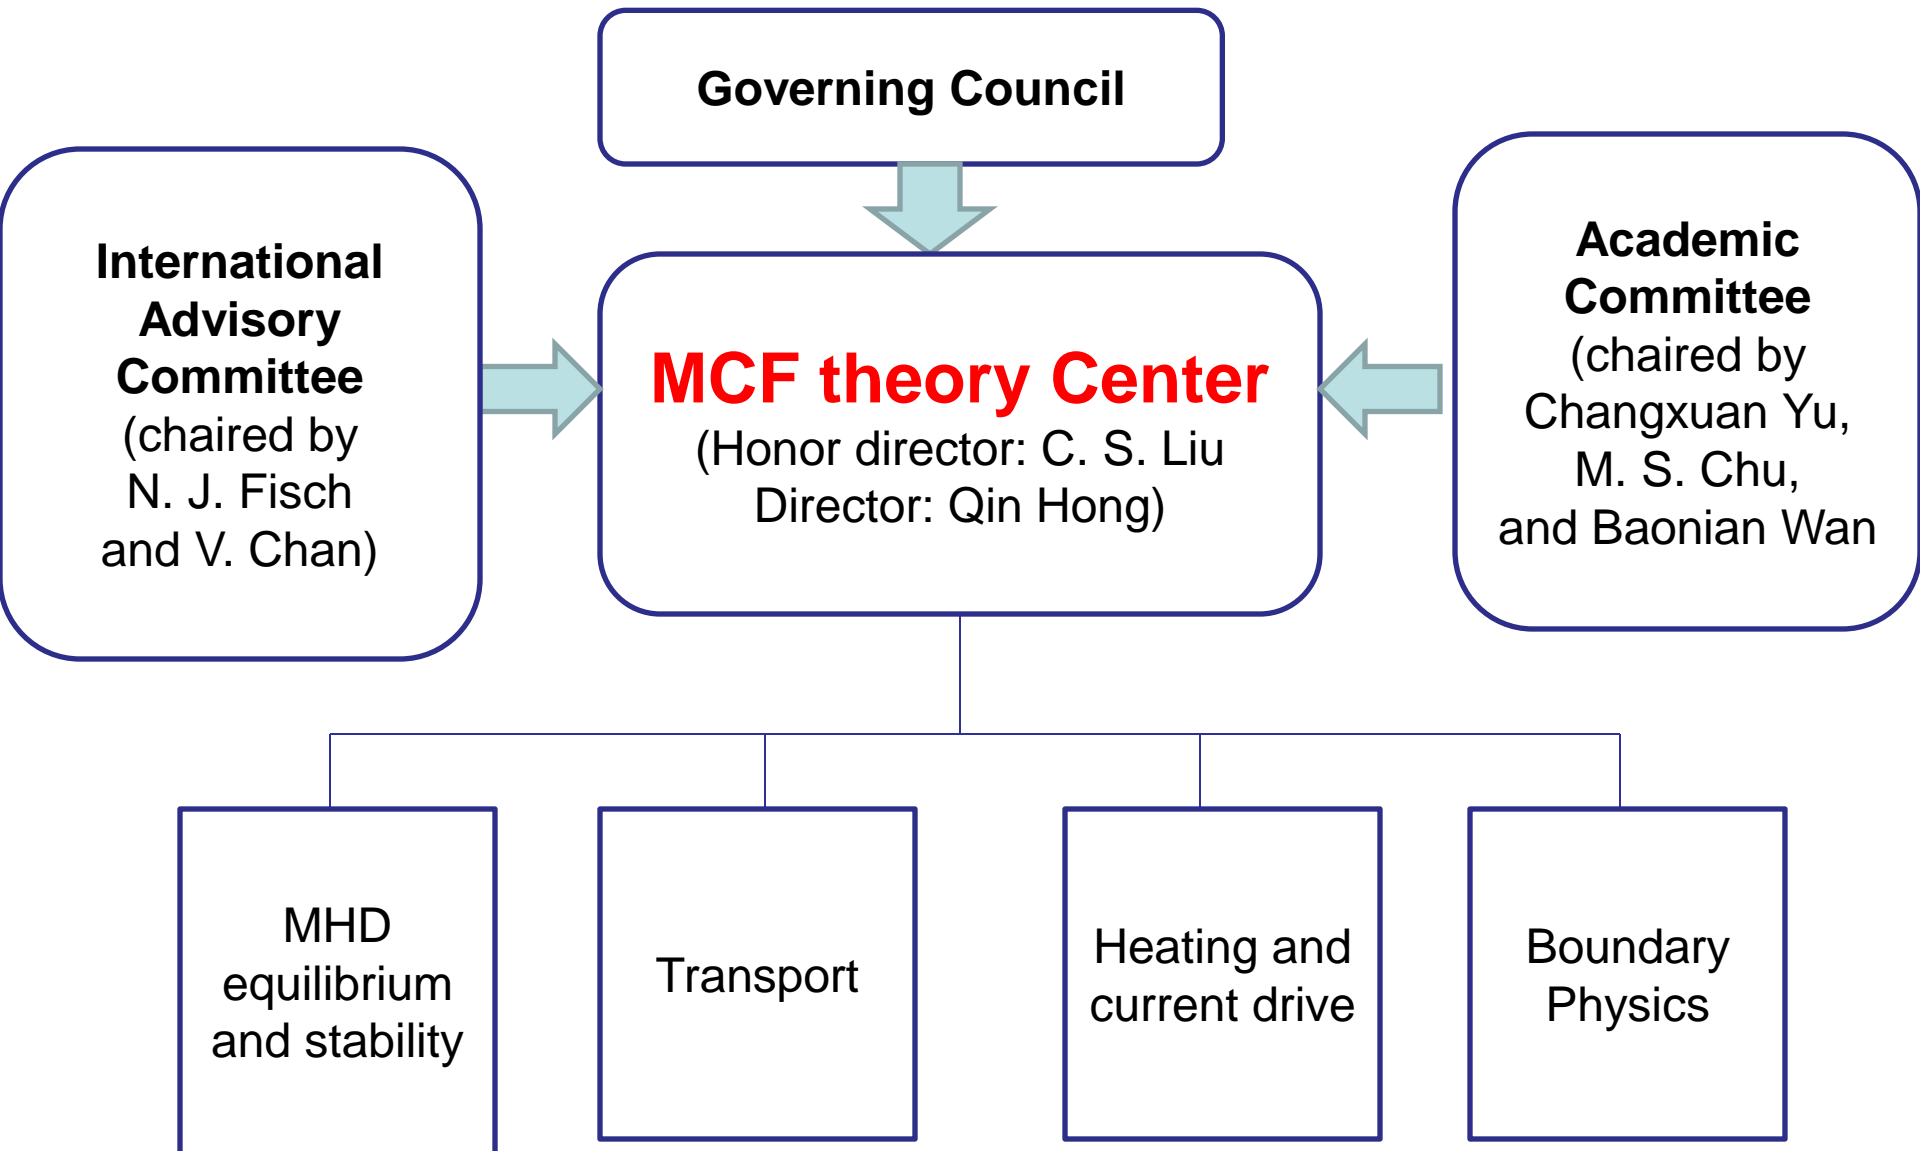 Governing Council
International
Advisory
Committee
(chaired by
N. J. Fisch
and V. Chan)
MCF theory Center
(Honor director: C. S. Liu
Director: Qin Hong)
Academic
Committee
(chaired by
Changxuan Yu,
M. S. Chu,
and Baonian Wan
MHD
equilibrium
and stability
Transport
Heating and
current drive
Boundary
Physics